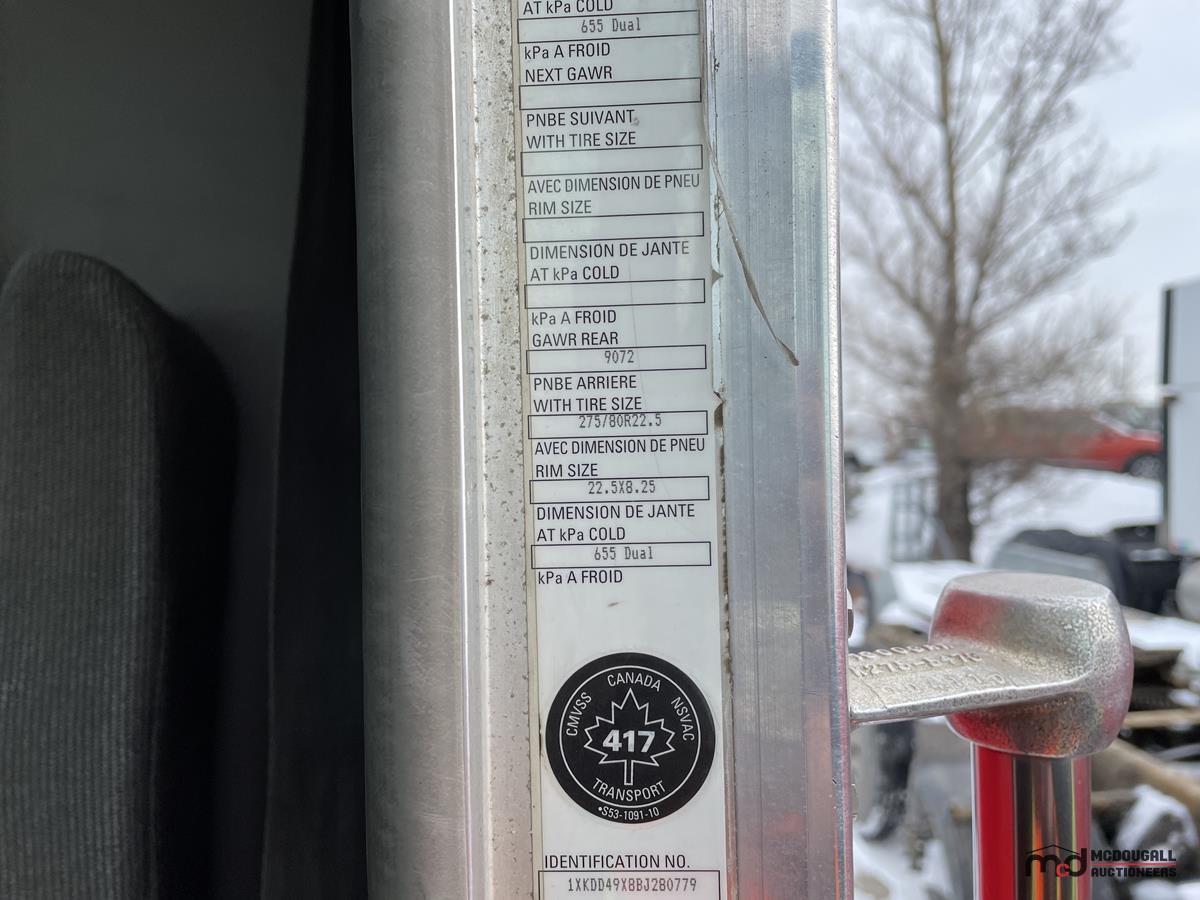 AT kPa COLD
655 Dual
kPa A FROID
NEXT GAWR
PNBE SUIVANT
WITH TIRE SIZE
AVEC DIMENSION DE PNEU
RIM SIZE
DIMENSION DE JANTE
AT kPa COLD
kPa A FROID
GAWR REAR
9072
PNBE ARRIERE
WITH TIRE SIZE
275/80R22.5
AVEC DIMENSION DE PNEU
RIM SIZE
22.5X8.25
DIMENSION DE JANTE
AT kPa COLD
655 Dual
kPa A FROID
CMVSS CANADA NSVAC
417
TRANSPORT
•S53-1091-10
IDENTIFICATION NO.
1XKDD49X8BJ280779
mcd MCDOUGALL
AUCTIONEERS